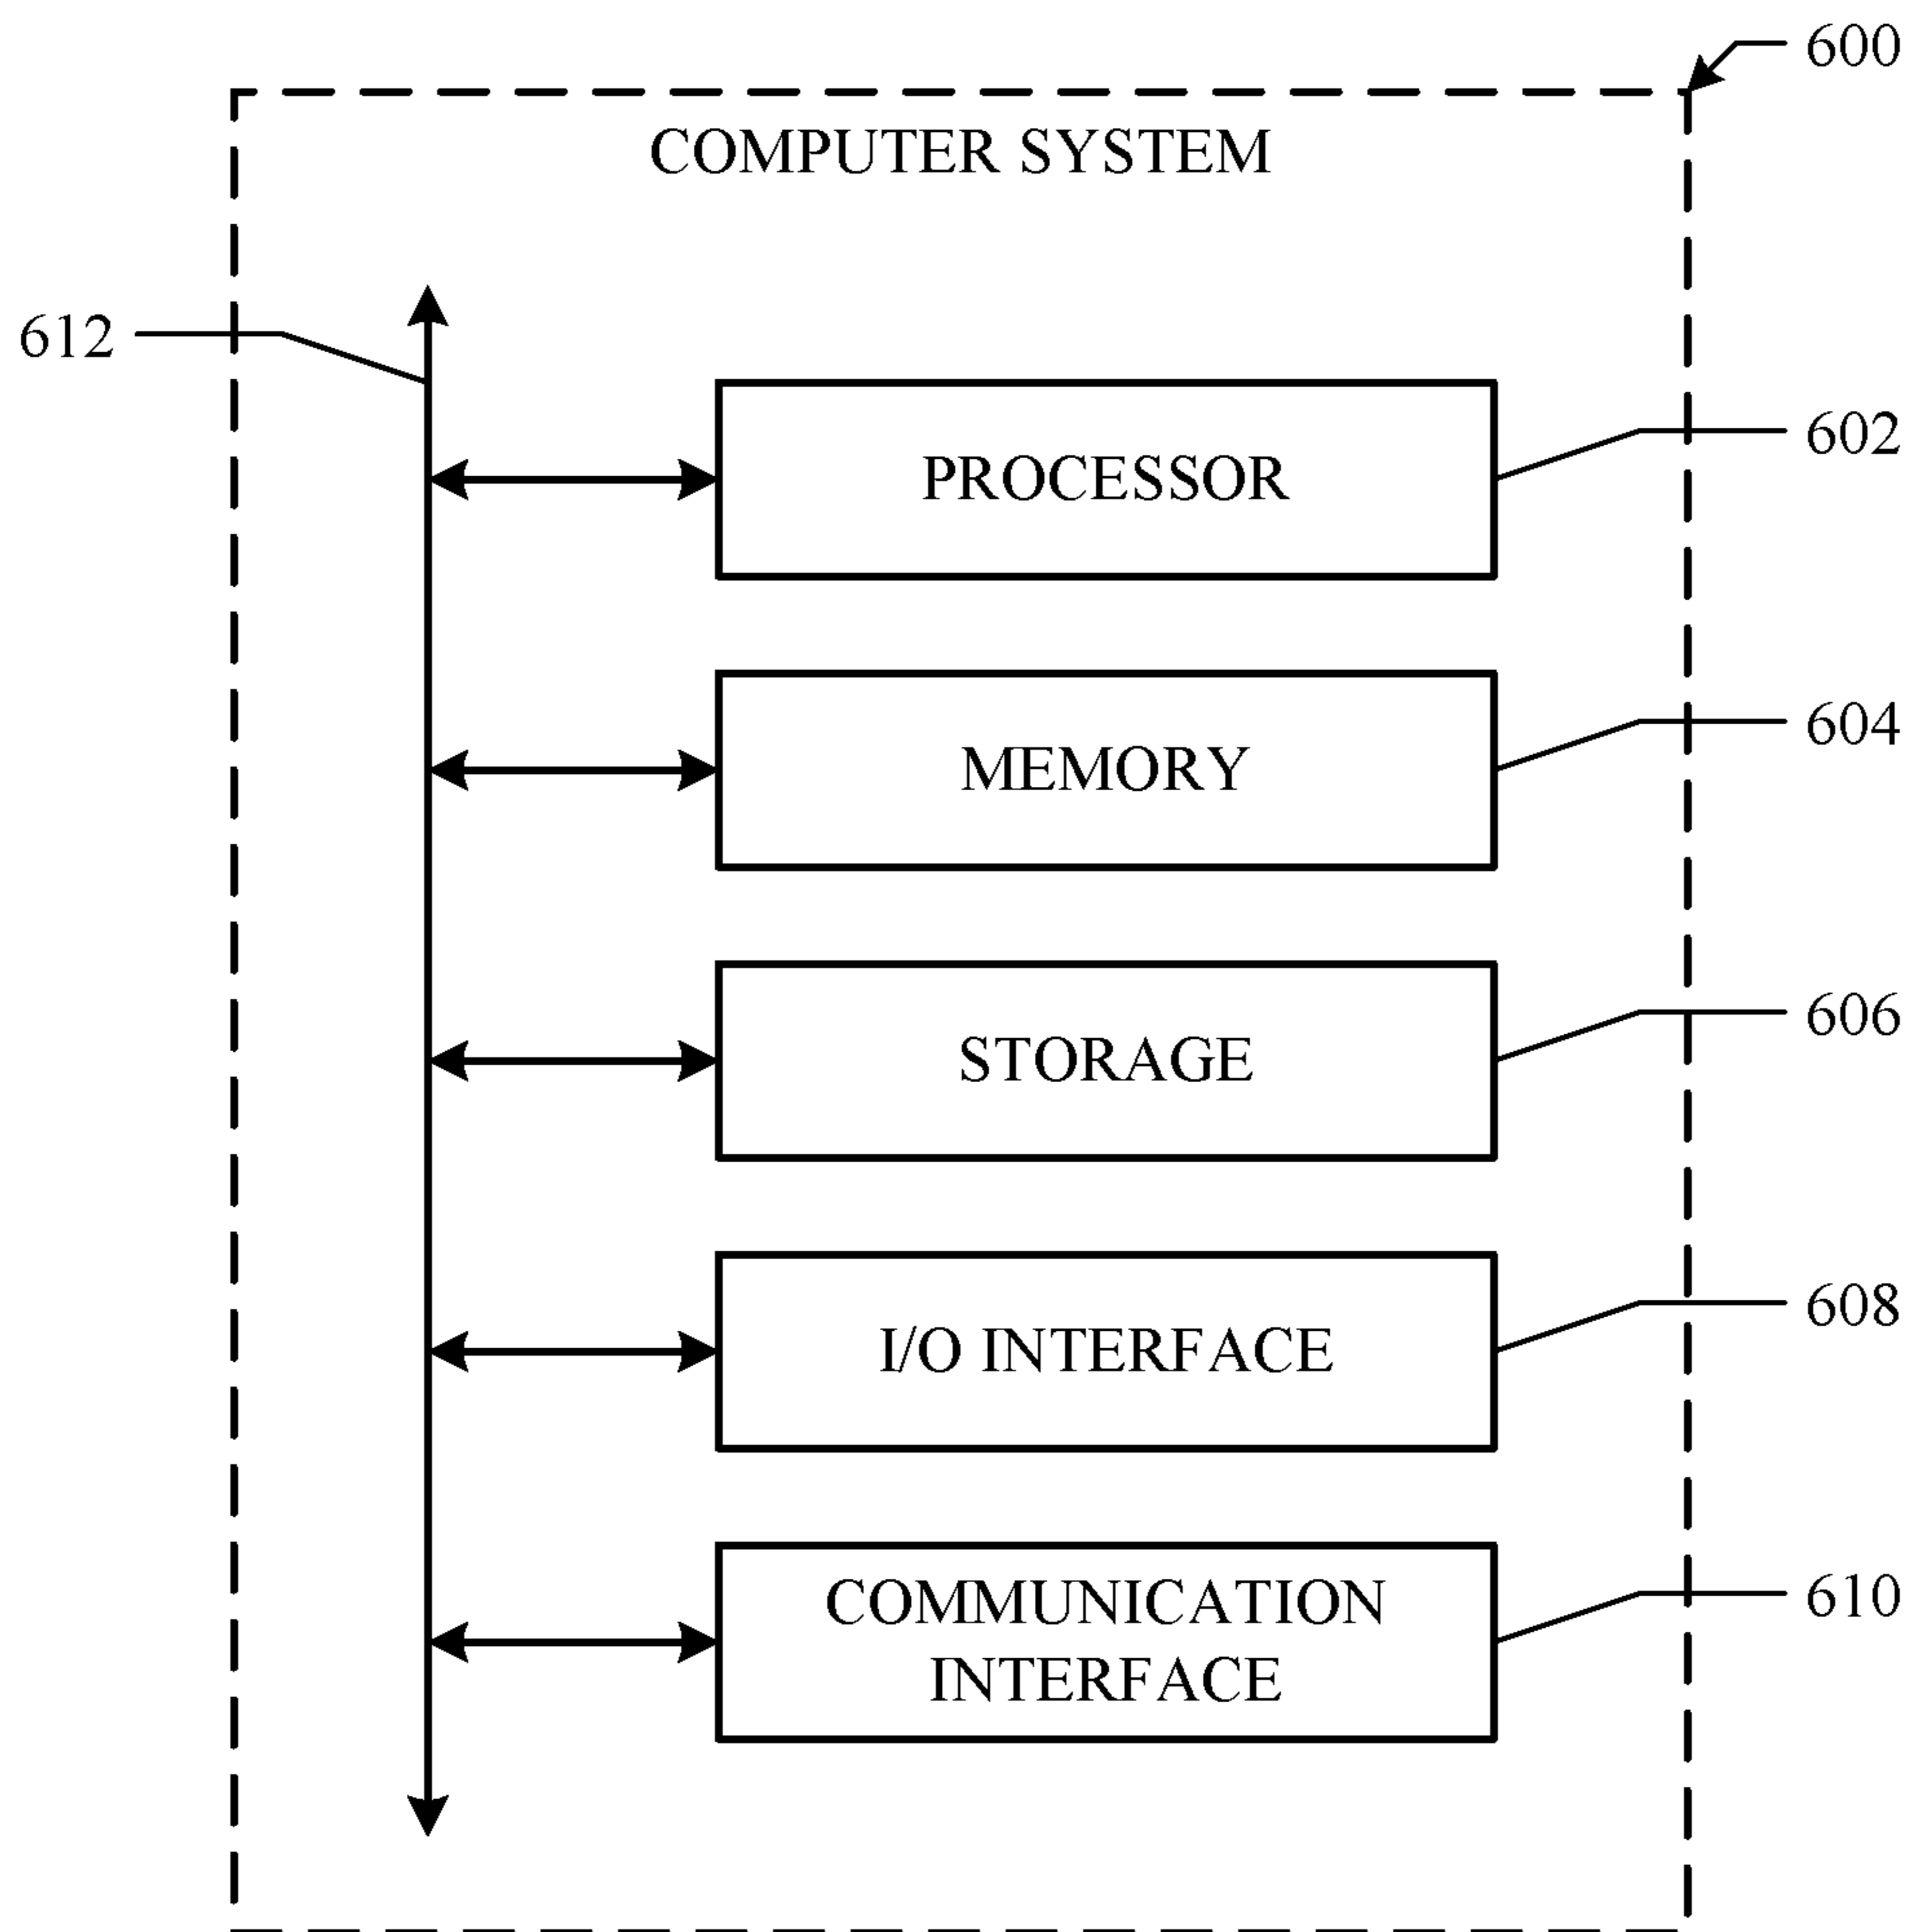 600
COMPUTER SYSTEM
612
602
PROCESSOR
604
MEMORY
606
STORAGE
608
I/O INTERFACE
610
COMMUNICATION
INTERFACE